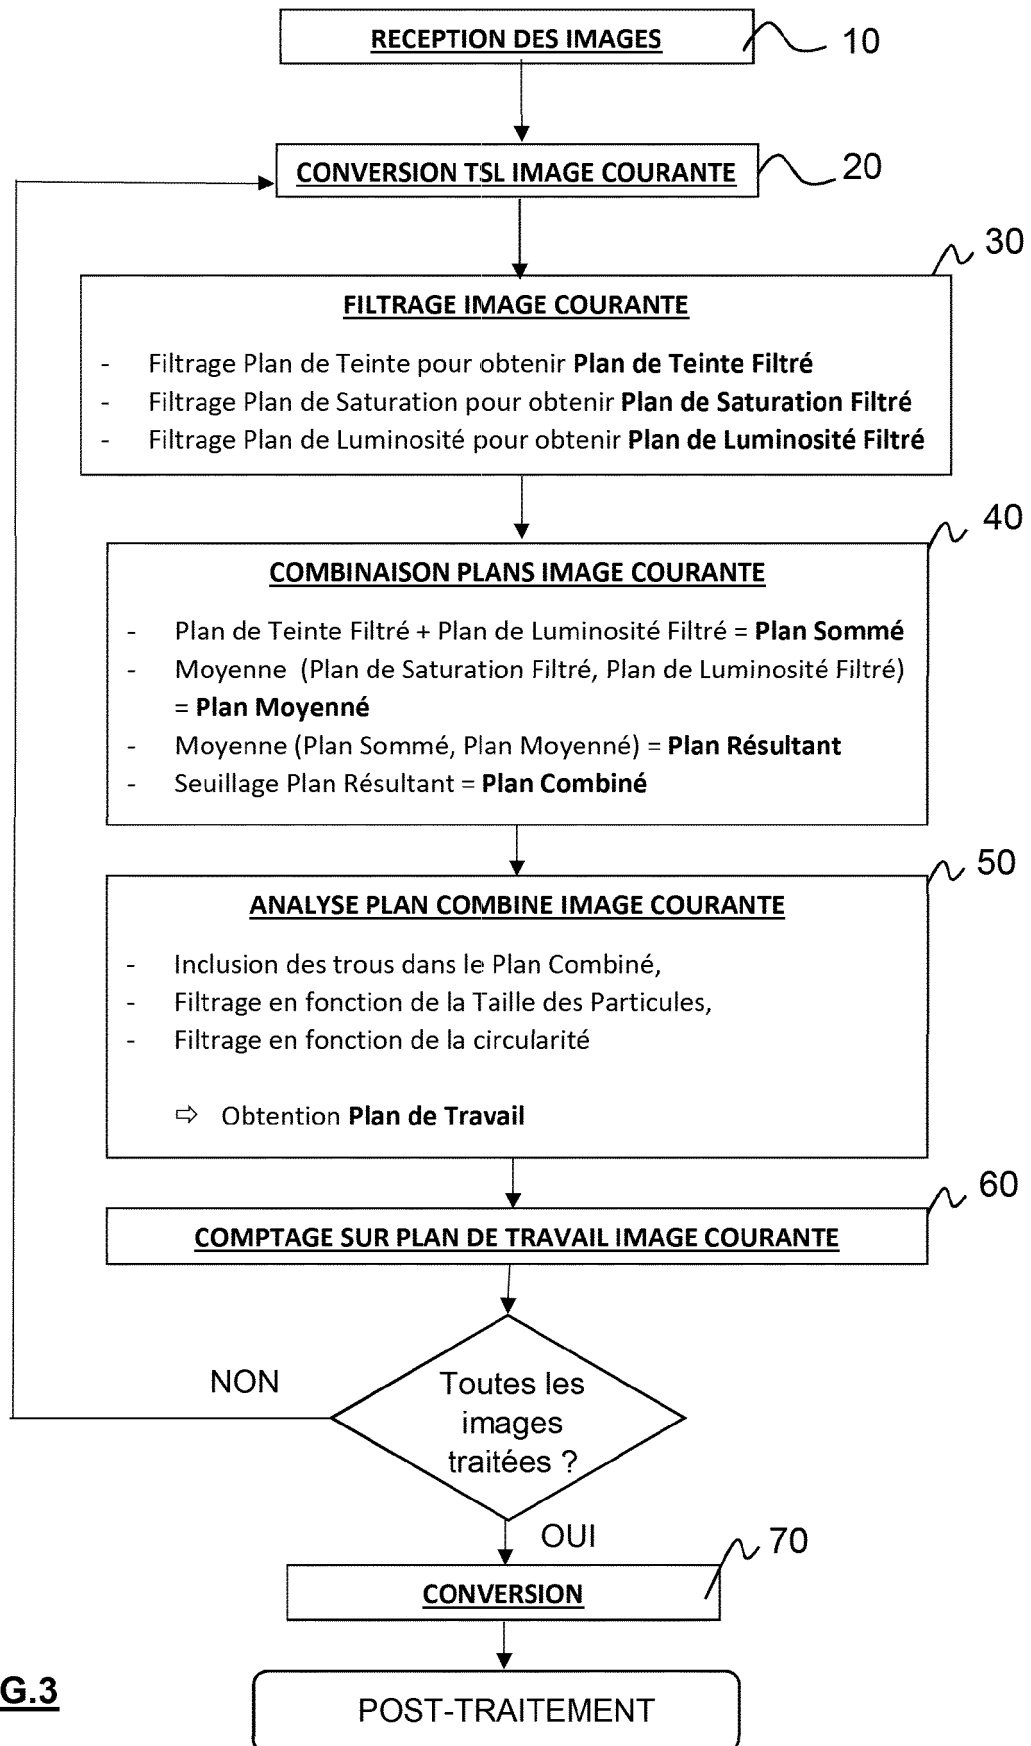 RECEPTION DES IMAGES
10
CONVERSION TSL IMAGE COURANTE
20
30
FILTRAGE IMAGE COURANTE
- Filtrage Plan de Teinte pour obtenir Plan de Teinte Filtré
- Filtrage Plan de Saturation pour obtenir Plan de Saturation Filtré
- Filtrage Plan de Luminosité pour obtenir Plan de Luminosité Filtré
40
COMBINAISON PLANS IMAGE COURANTE
- Plan de Teinte Filtré + Plan de Luminosité Filtré = Plan Sommé
- Moyenne (Plan de Saturation Filtré, Plan de Luminosité Filtré)
= Plan Moyenné
- Moyenne (Plan Sommé, Plan Moyenné) = Plan Résultant
- Seuillage Plan Résultant = Plan Combiné
50
ANALYSE PLAN COMBINE IMAGE COURANTE
- Inclusion des trous dans le Plan Combiné,
- Filtrage en fonction de la Taille des Particules,
- Filtrage en fonction de la circularité
⇨ Obtention Plan de Travail
60
COMPTAGE SUR PLAN DE TRAVAIL IMAGE COURANTE
NON
Toutes les
images
traitées ?
OUI
70
CONVERSION
G.3
POST-TRAITEMENT